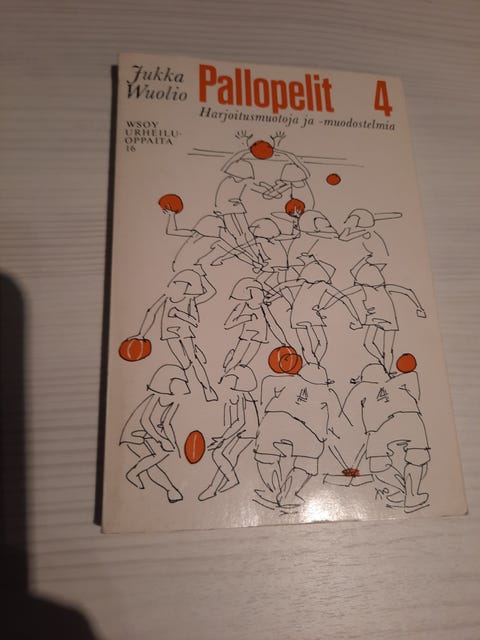 Jukka
Wuolio
Pallopelit 4
Harjoitusmuotoja ja -muodostelmia
WSOY
URHEILU-
OPPAITA
16